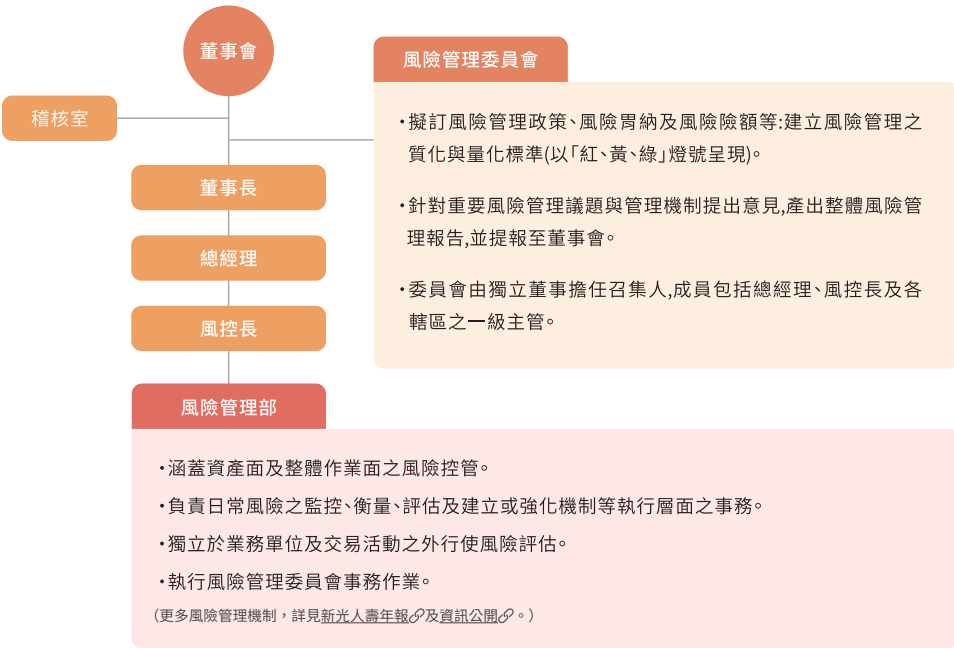 董事會
風險管理委員會
稽核室
・擬訂風險管理政策、風險胃納及風險險額等:建立風險管理之
質化與量化標準(以「紅、黃、綠」燈號呈現)。
・針對重要風險管理議題與管理機制提出意見,產出整體風險管
理報告,並提報至董事會。
・委員會由獨立董事擔任召集人,成員包括總經理、風控長及各
轄區之一級主管。
董事長
總經理
風控長
風險管理部
・涵蓋資產面及整體作業面之風險控管。
・負責日常風險之監控、衡量、評估及建立或強化機制等執行層面之事務。
・獨立於業務單位及交易活動之外行使風險評估。
・執行風險管理委員會事務作業。
（更多風險管理機制，詳見新光人壽年報及資訊公開。）